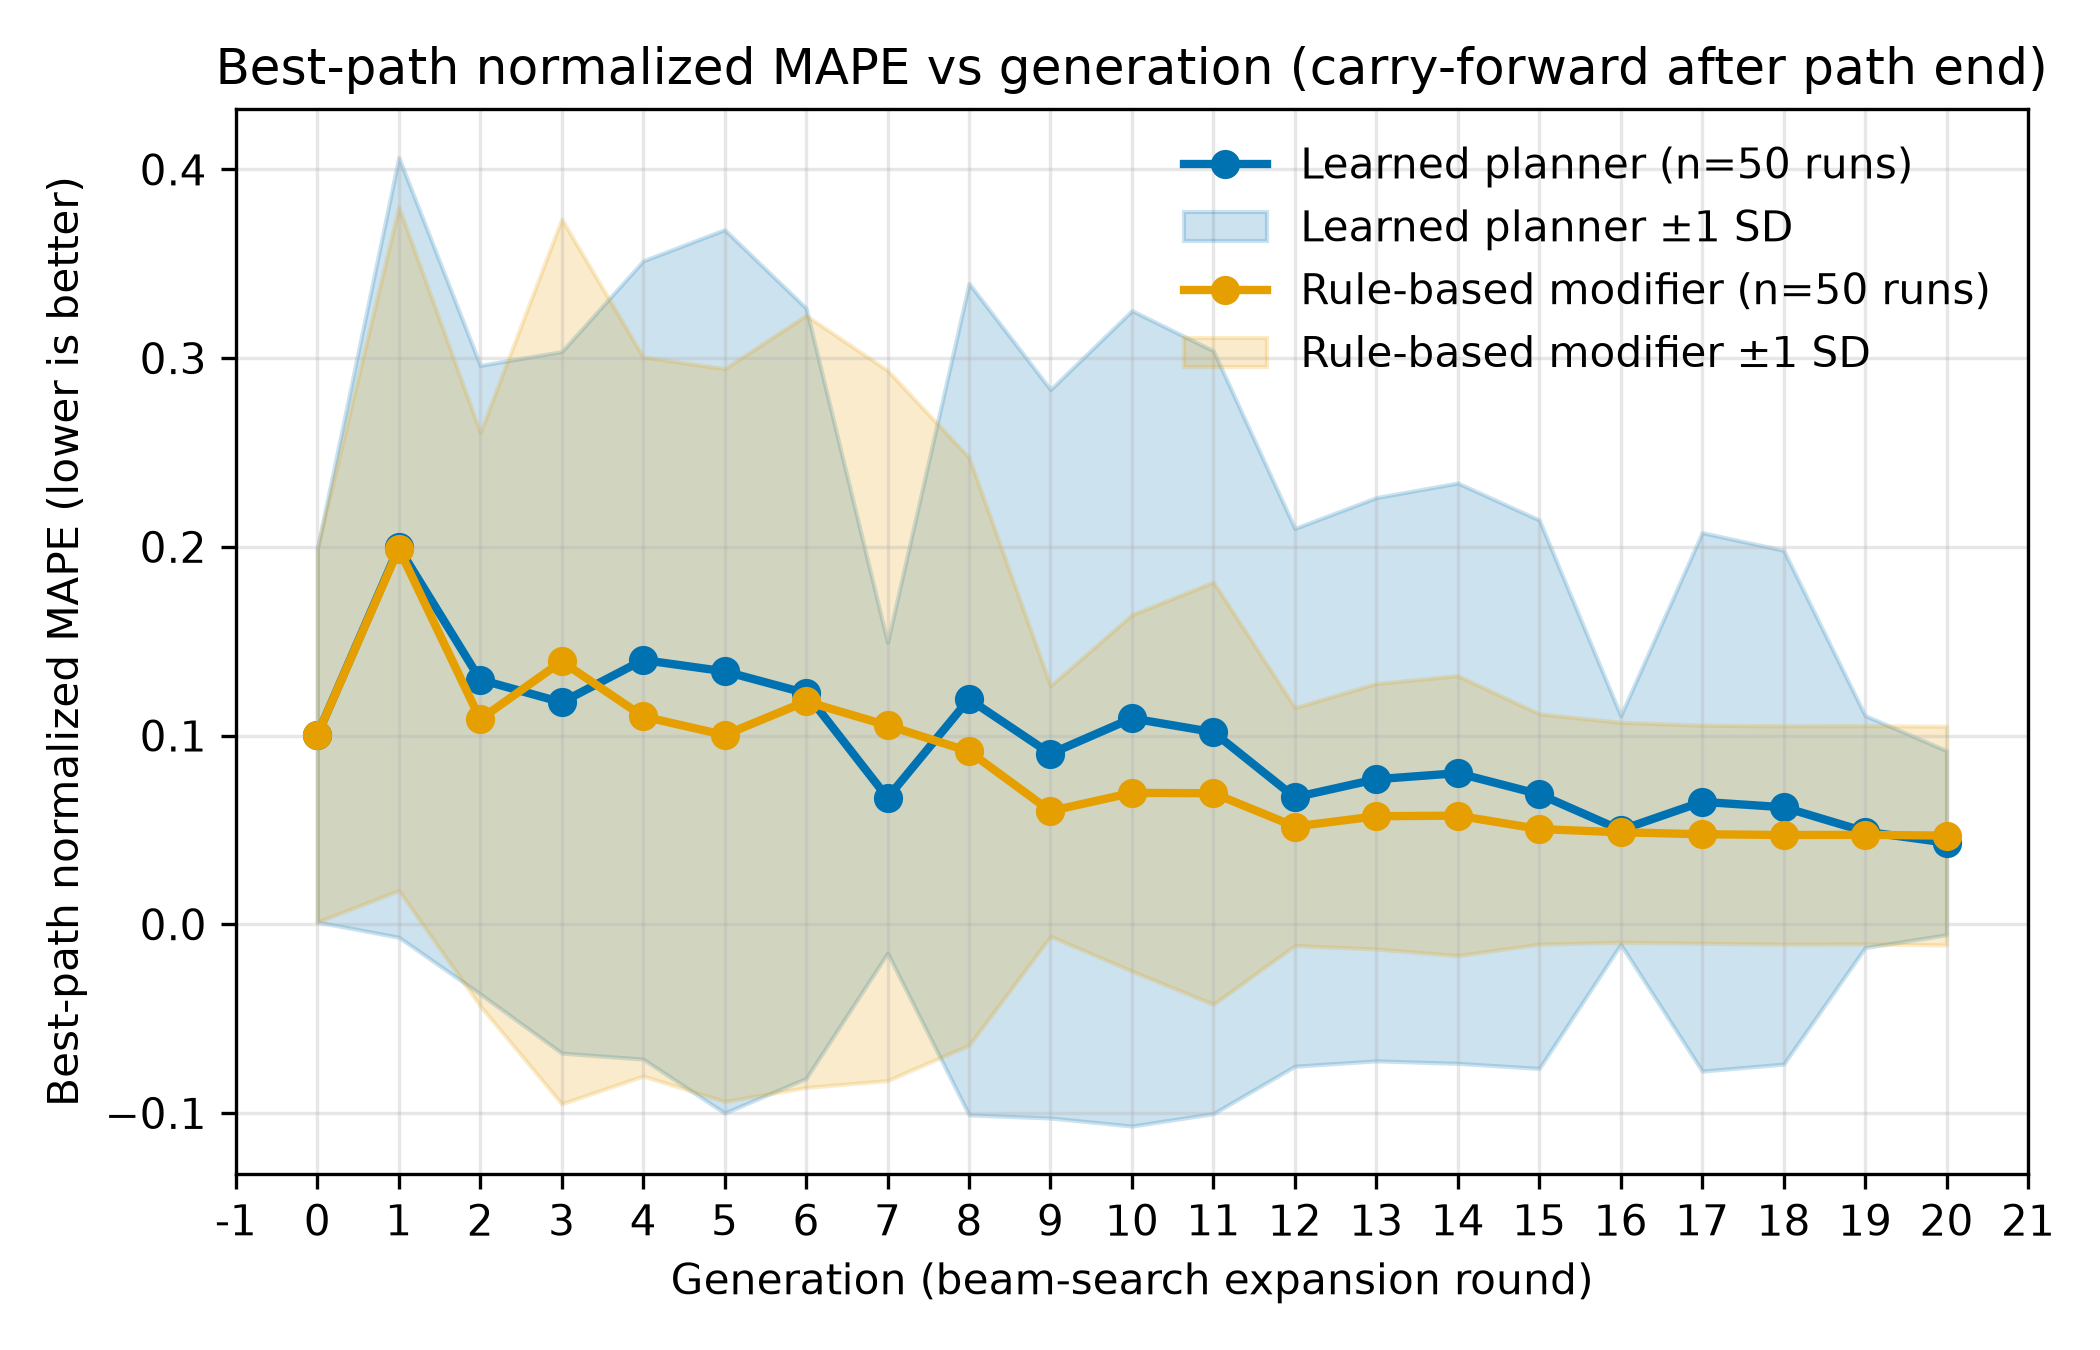 Best-path normalized MAPE vs generation (carry-forward after path end)
Best-path normalized MAPE (lower is better)
0.4
0.3
0.2
0.1
0.0
−0.1
Learned planner (n=50 runs)
Learned planner ±1 SD
Rule-based modifier (n=50 runs)
Rule-based modifier ±1 SD
-1 0 1 2 3 4 5 6 7 8 9 10 11 12 13 14 15 16 17 18 19 20 21
Generation (beam-search expansion round)